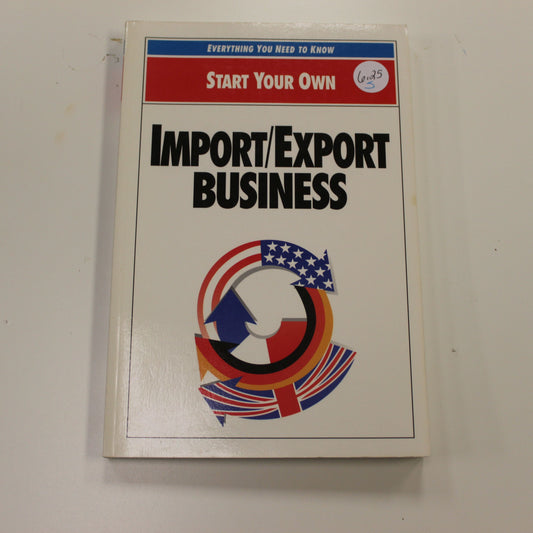 EVERYTHING YOU NEED TO KNOW
START YOUR OWN
6.25
S
IMPORT/EXPORT
BUSINESS